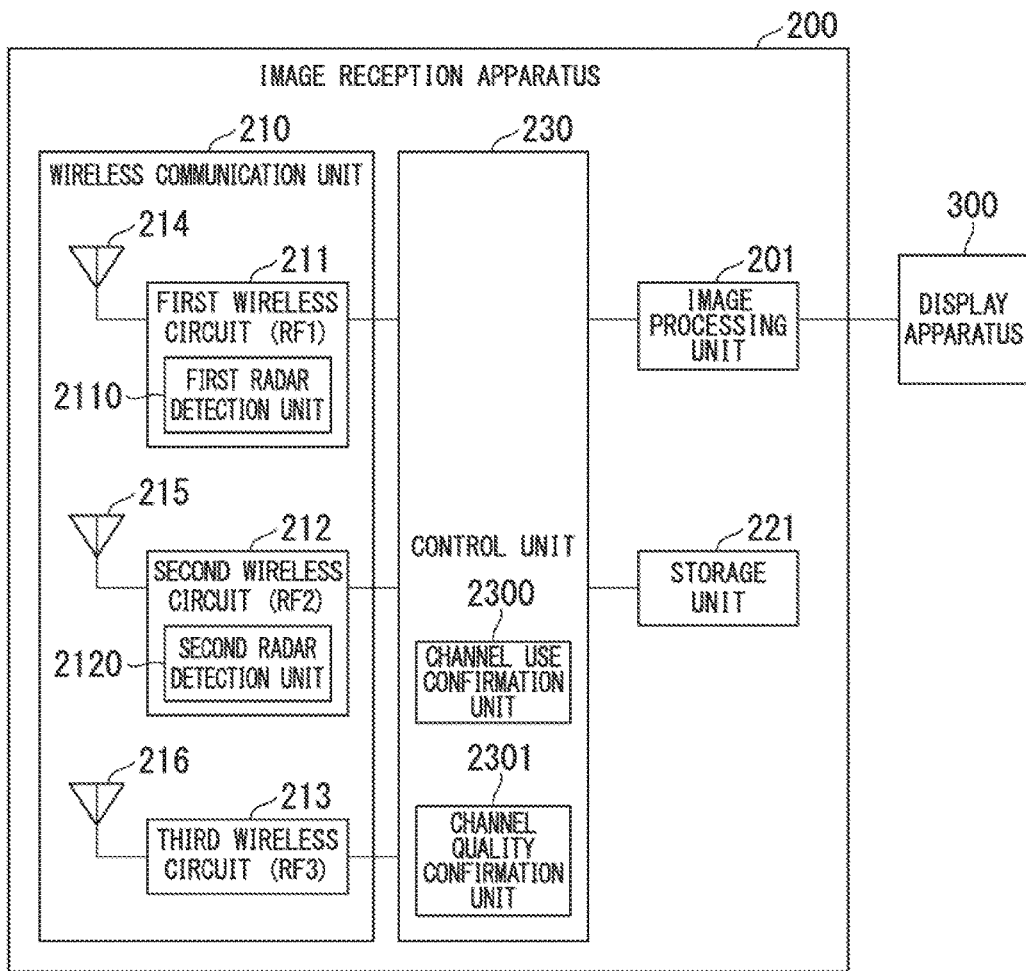 200
IMAGE RECEPTION APPARATUS
210
230
WIRELESS COMMUNICATION UNIT
214
211
FIRST WIRELESS
CIRCUIT (RF1)
2110
FIRST RADAR
DETECTION UNIT
201
IMAGE
PROCESSING
UNIT
300
DISPLAY
APPARATUS
215
212
SECOND WIRELESS
CIRCUIT (RF2)
2120
SECOND RADAR
DETECTION UNIT
CONTROL UNIT
221
STORAGE
UNIT
2300
CHANNEL USE
CONFIRMATION
UNIT
216
213
THIRD WIRELESS
CIRCUIT (RF3)
2301
CHANNEL
QUALITY
CONFIRMATION
UNIT